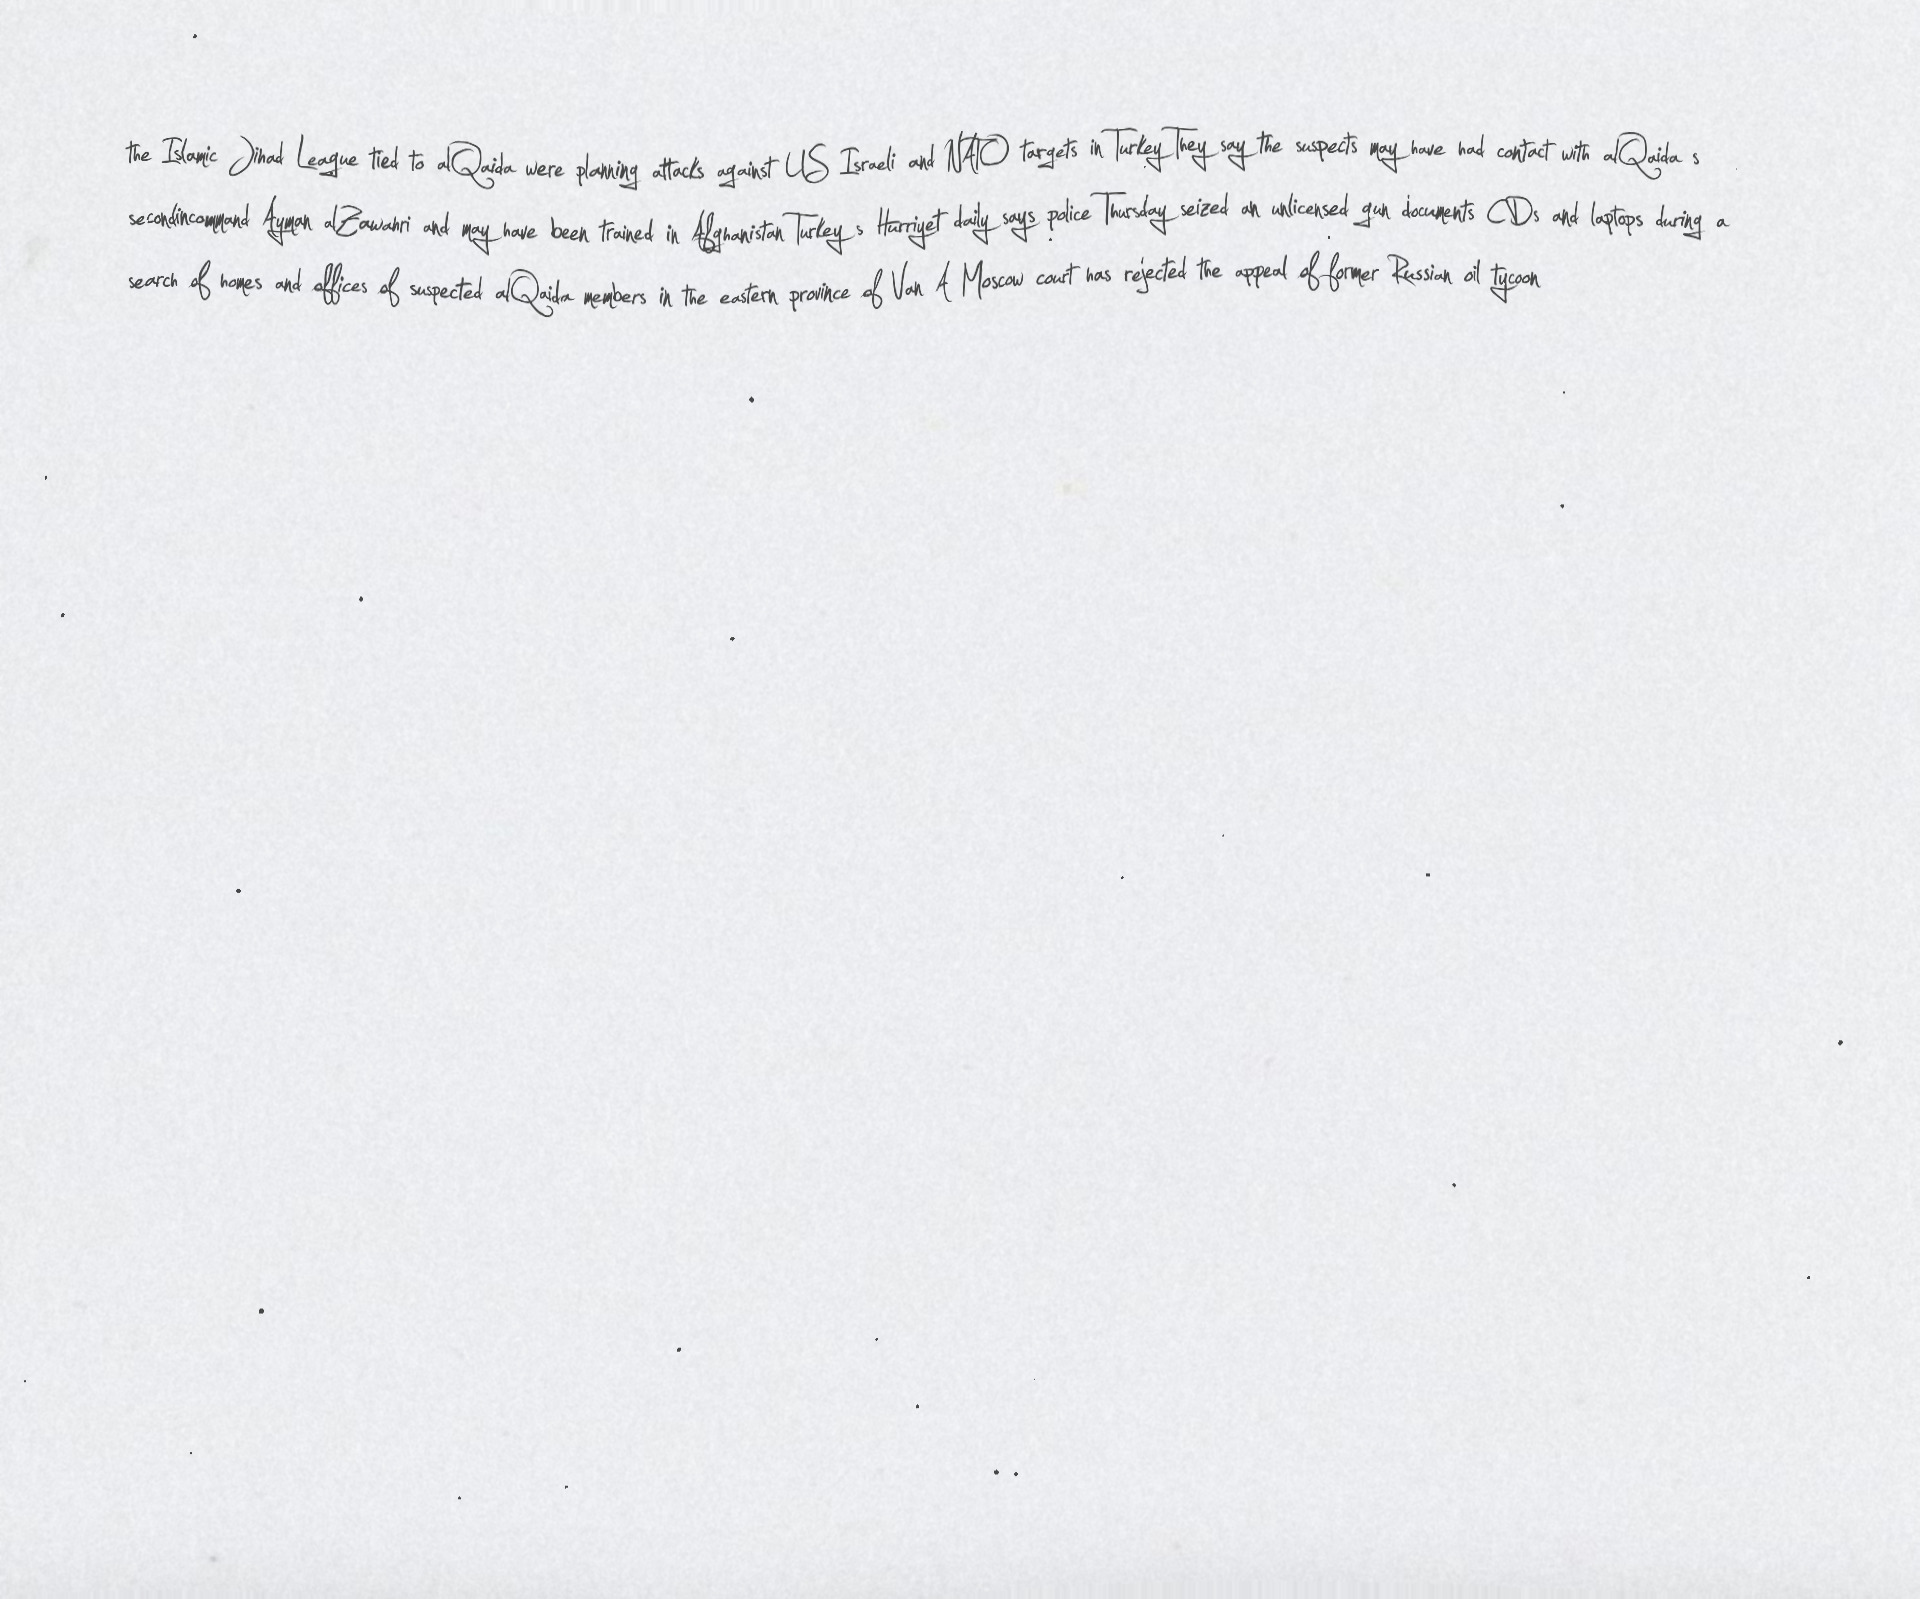 the Islamic Jihad League tied to alQaida were planning attacks against US Israeli and NATO targets in Turkey They say the suspects may have had contact with alQaida s
secondincommand Ayman alZawahri and may have been trained in Afghanistan Turkey s Hurriyet daily says police Thursday seized an unlicensed gun documents CDs and laptops during a
search of homes and offices of suspected alQaida members in the eastern province of Van A Moscow court has rejected the appeal of former Russian oil tycoon